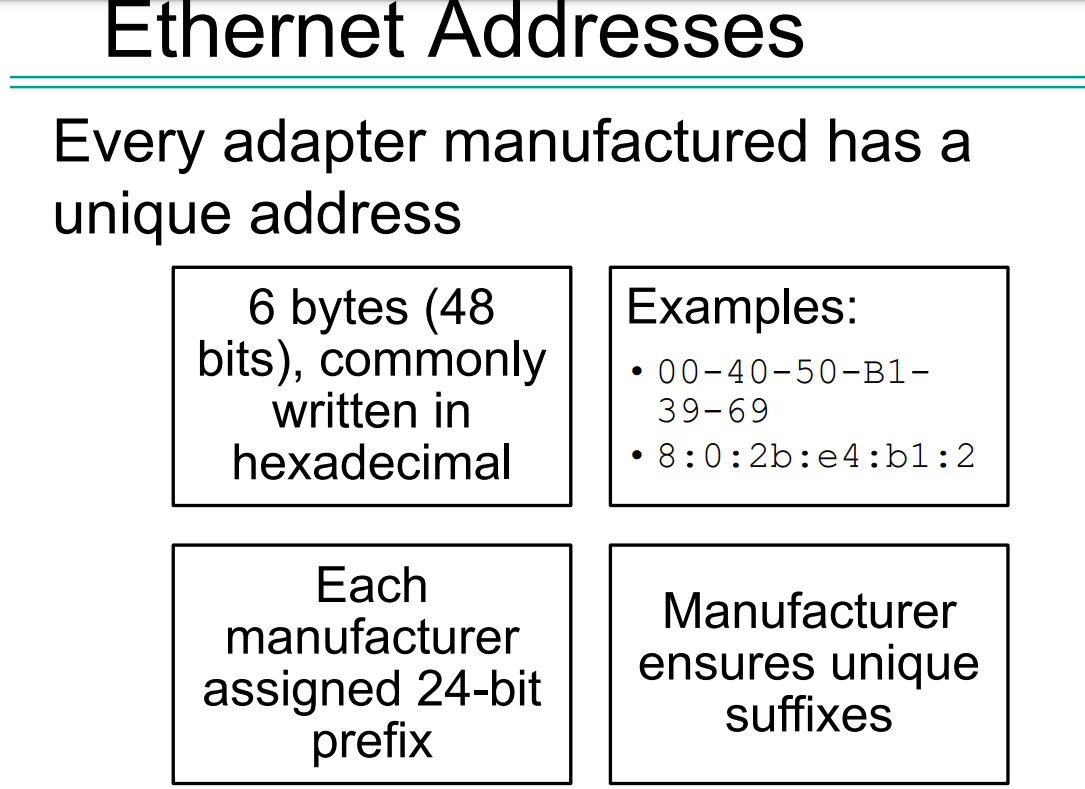 Ethernet Addresses
Every adapter manufactured has a
unique address
6 bytes (48
bits), commonly
written in
hexadecimal
Examples:
• 00-40-50-B1-
39-69
• 8:0:2b:e4:b1:2
Each
manufacturer
assigned 24-bit
prefix
Manufacturer
ensures unique
suffixes